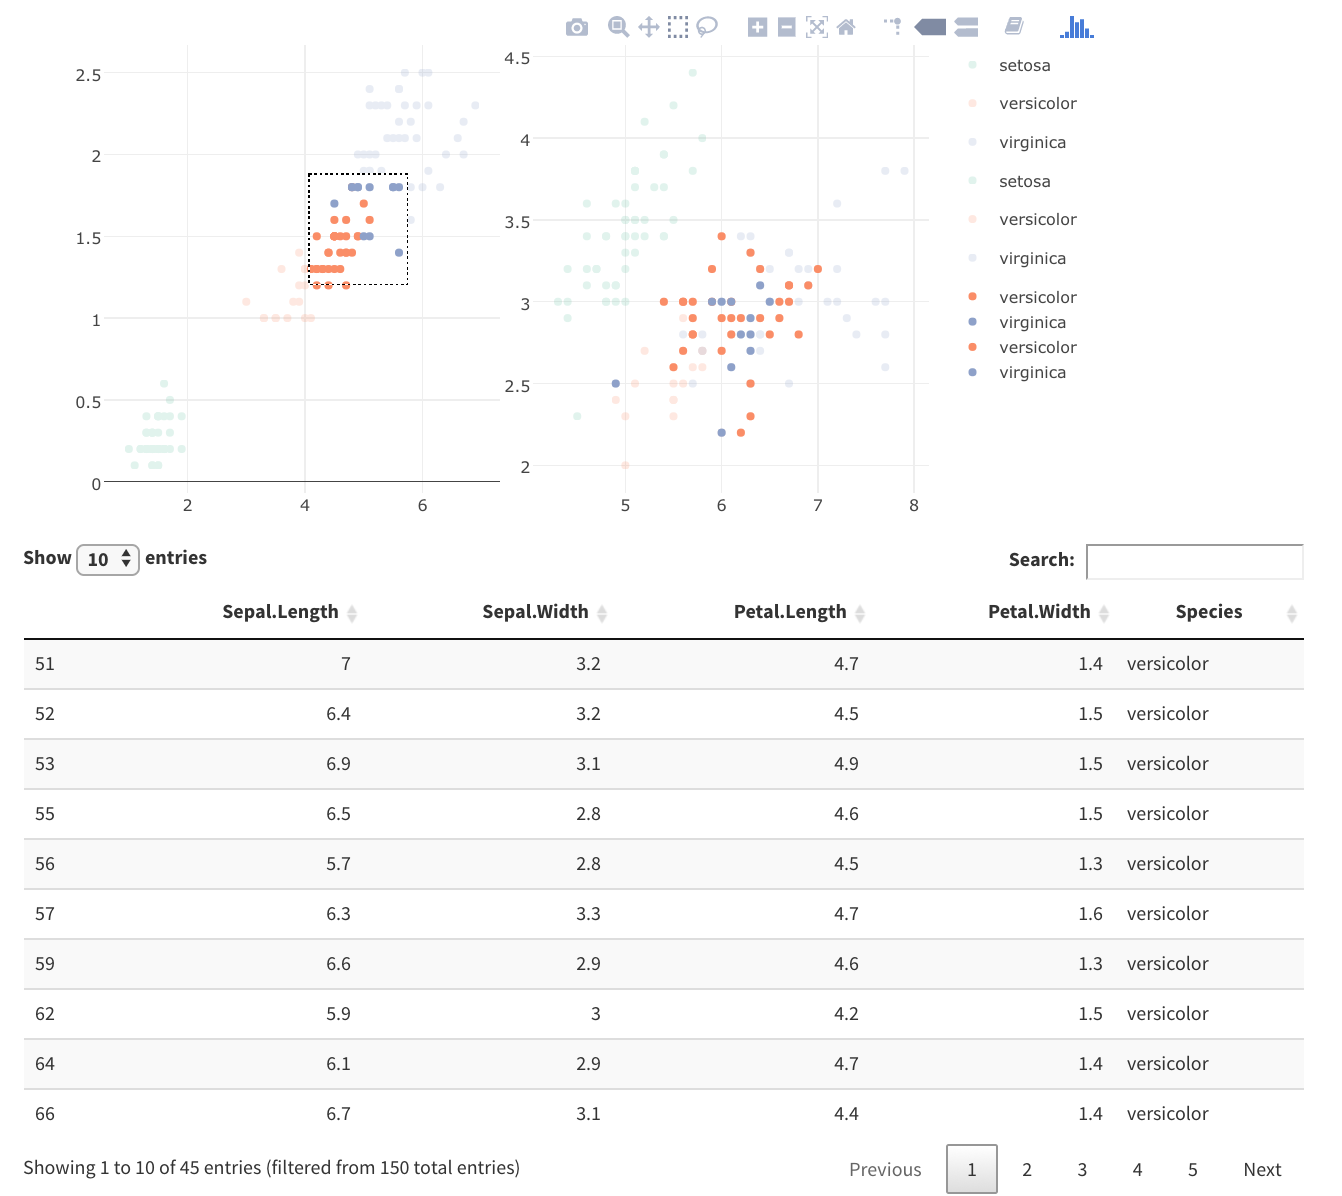 2.5
2
1.5
1
0.5
0
2 4 6
4.5
4
3.5
3
2.5
2
5 6 7 8
setosa
versicolor
virginica
setosa
versicolor
virginica
versicolor
virginica
versicolor
virginica
Show 10 entries
Search:
Sepal.Length Sepal.Width Petal.Length Petal.Width Species
51 7 3.2 4.7 1.4 versicolor
52 6.4 3.2 4.5 1.5 versicolor
53 6.9 3.1 4.9 1.5 versicolor
55 6.5 2.8 4.6 1.5 versicolor
56 5.7 2.8 4.5 1.3 versicolor
57 6.3 3.3 4.7 1.6 versicolor
59 6.6 2.9 4.6 1.3 versicolor
62 5.9 3 4.2 1.5 versicolor
64 6.1 2.9 4.7 1.4 versicolor
66 6.7 3.1 4.4 1.4 versicolor
Showing 1 to 10 of 45 entries (filtered from 150 total entries)
Previous 1 2 3 4 5 Next